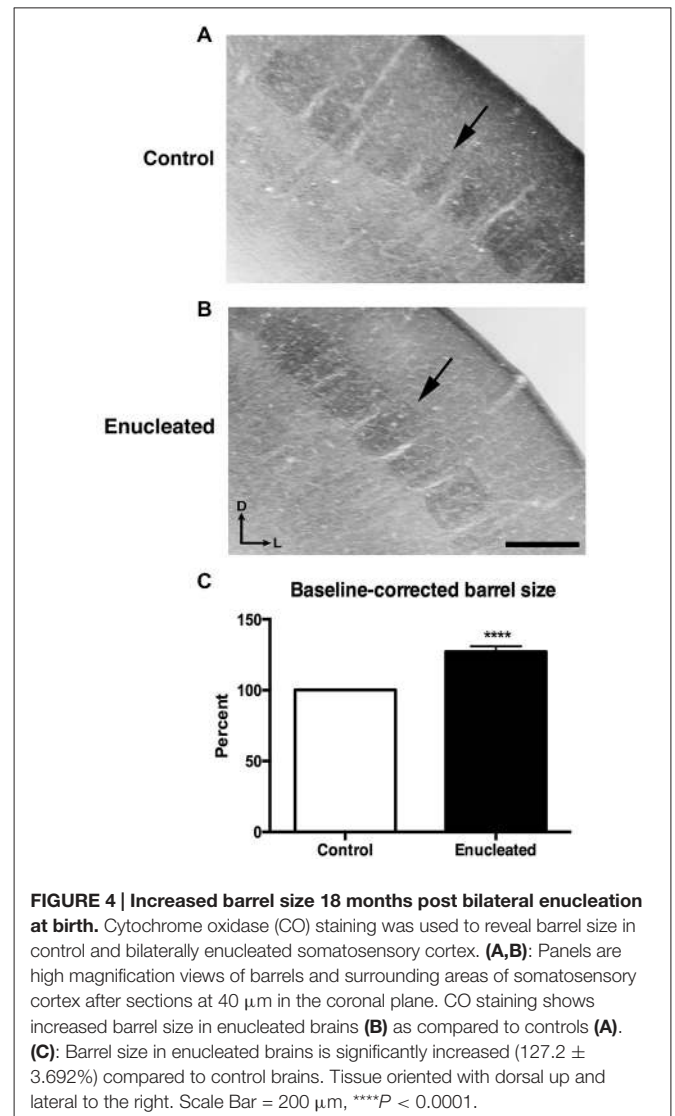 A
Control
B
Enucleated
D
L
C
Baseline-corrected barrel size
150
100
50
0
Percent
****
Control
Enucleated
FIGURE 4 | Increased barrel size 18 months post bilateral enucleation
at birth. Cytochrome oxidase (CO) staining was used to reveal barrel size in
control and bilaterally enucleated somatosensory cortex. (A,B): Panels are
high magnification views of barrels and surrounding areas of somatosensory
cortex after sections at 40 μm in the coronal plane. CO staining shows
increased barrel size in enucleated brains (B) as compared to controls (A).
(C): Barrel size in enucleated brains is significantly increased (127.2 ±
3.692%) compared to control brains. Tissue oriented with dorsal up and
lateral to the right. Scale Bar = 200 μm, ****P < 0.0001.